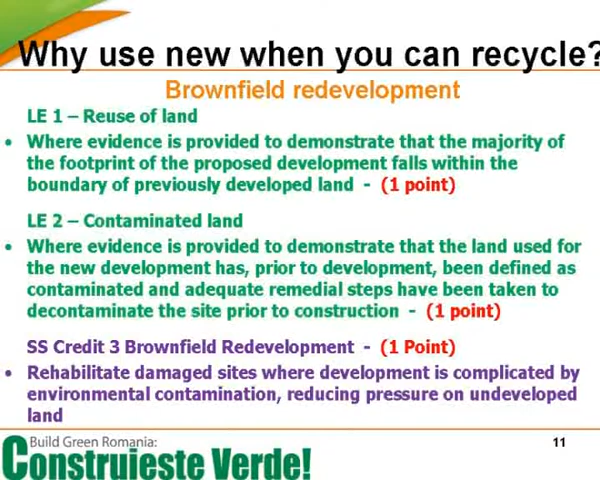 Why use new when you can recycle?
Brownfield redevelopment
LE 1 – Reuse of land
• Where evidence is provided to demonstrate that the majority of
the footprint of the proposed development falls within the
boundary of previously developed land - (1 point)
LE 2 – Contaminated land
• Where evidence is provided to demonstrate that the land used for
the new development has, prior to development, been defined as
contaminated and adequate remedial steps have been taken to
decontaminate the site prior to construction - (1 point)
SS Credit 3 Brownfield Redevelopment - (1 Point)
• Rehabilitate damaged sites where development is complicated by
environmental contamination, reducing pressure on undeveloped
land
Build Green Romania:
Construieste Verde!
11